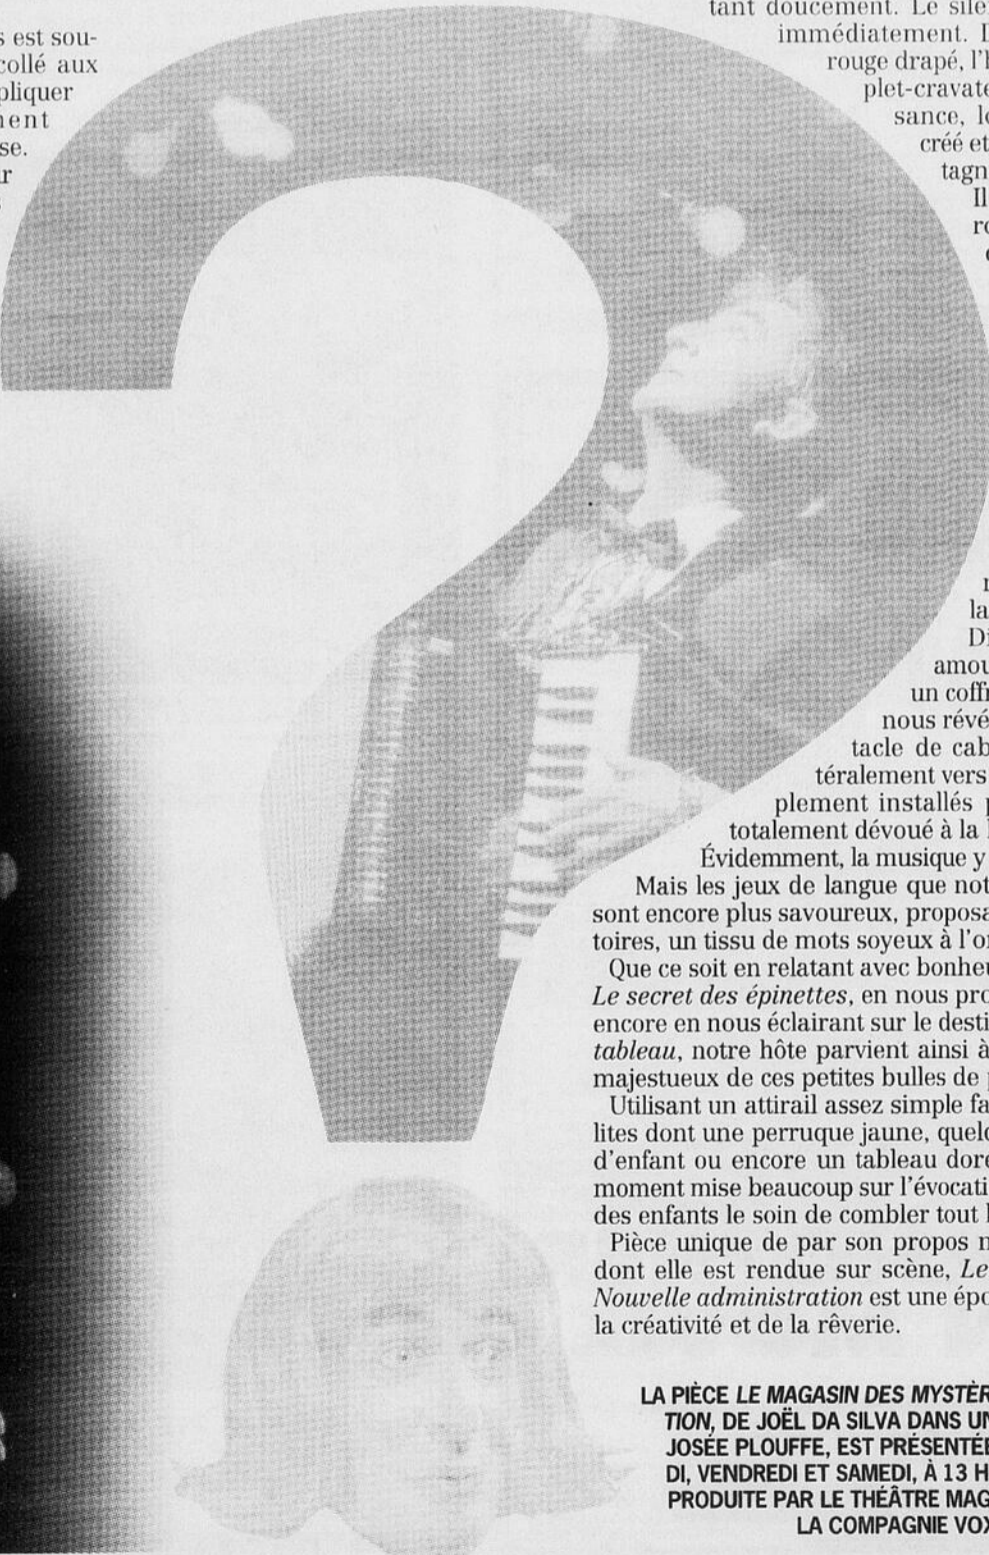 s est sou-
collé aux
pliquer
ment
se.
r
tant doucement. Le sile
immédiatement. L
rouge drapé, l'h
plet-cravate
sance, le
créé et
tagn
Il
ro
la
Di
amou
un coffr
nous révé
tacle de cab
téralement vers
plement installés p
totalement dévoué à la
Évidemment, la musique y
Mais les jeux de langue que not
sont encore plus savoureux, proposa
toires, un tissu de mots soyeux à l'or
Que ce soit en relatant avec bonheu
Le secret des épinettes, en nous pro
encore en nous éclairant sur le desti
tableau, notre hôte parvient ainsi à
majestueux de ces petites bulles de p
Utilisant un attirail assez simple fa
lites dont une perruque jaune, quelq
d'enfant ou encore un tableau doré
moment mise beaucoup sur l'évocati
des enfants le soin de combler tout l
Pièce unique de par son propos n
dont elle est rendue sur scène, Le
Nouvelle administration est une épo
la créativité et de la rêverie.
LA PIÈCE LE MAGASIN DES MYSTÈR
TION, DE JOËL DA SILVA DANS UN
JOSÉE PLOUFFE, EST PRÉSENTÉE
DI, VENDREDI ET SAMEDI, À 13 H
PRODUITE PAR LE THÉÂTRE MAG
LA COMPAGNIE VOX